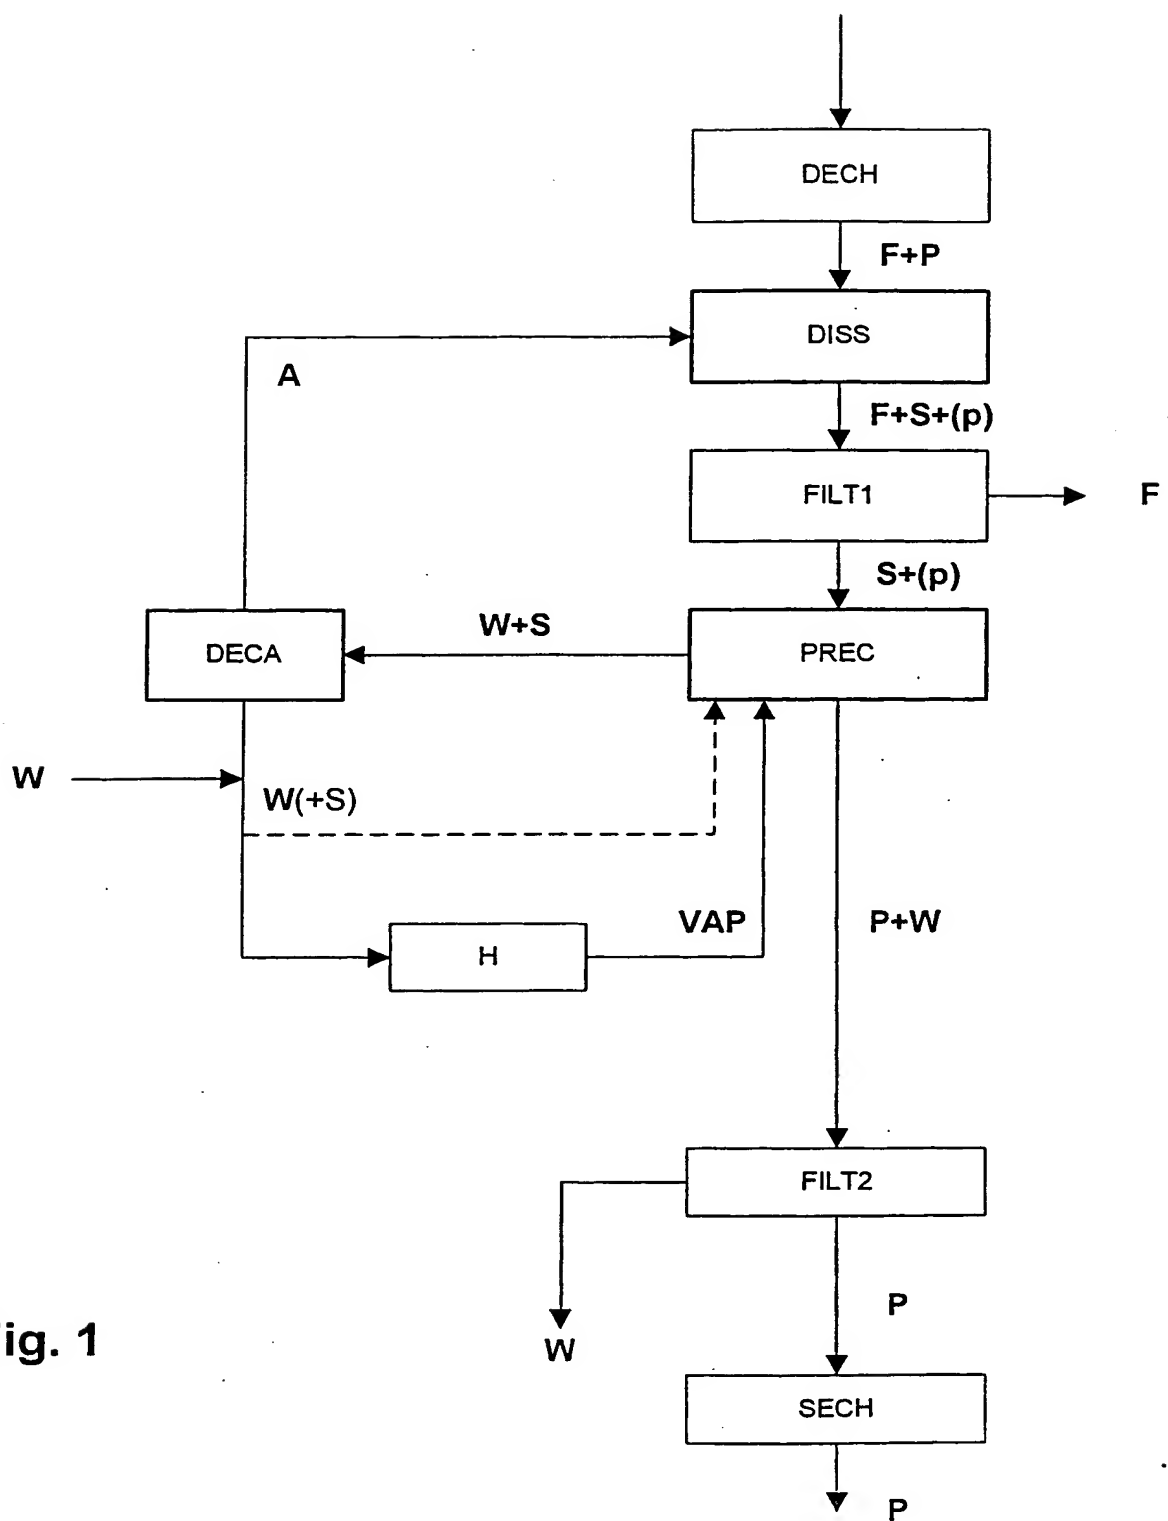 DECH
F+P
DISS
A
F+S+(p)
FILT1
F
S+(p)
W+S
DECA
PREC
W
W(+S)
VAP
P+W
H
FILT2
P
ig. 1
W
SECH
P